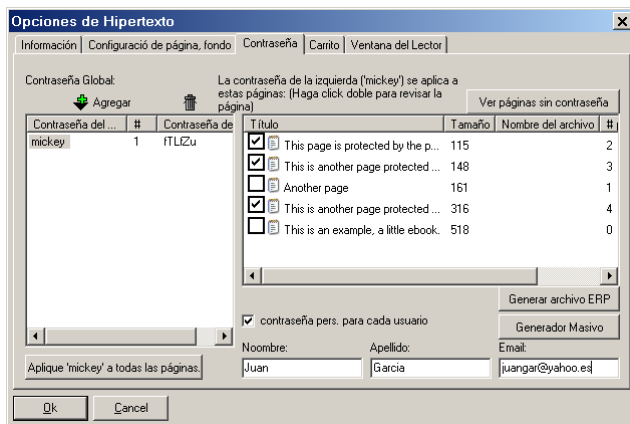 Opciones de Hipertexto
Información Configuració de página, fondo Contraseña Carrito Ventana del Lector
Contraseña Global:
Agregar
La contraseña de la izquierda ('mickey') se aplica a
estas páginas: (Haga click doble para revisar la
página)
Ver páginas sin contraseña
Contraseña del ... # Contraseña de
mickey 1 fTLfZu
Título Tamaño Nombre del archivo #
This page is protected by the p... 115 2
This is another page protected ... 148 3
Another page 161 1
This is another page protected ... 316 4
This is an example, a little ebook. 518 0
Generar archivo ERP
contraseña pers. para cada usuario
Generador Masivo
Noombre: Apellido: Email:
Aplique 'mickey' a todas las páginas.
Juan Garcia juangar@yahoo.es
Ok Cancel